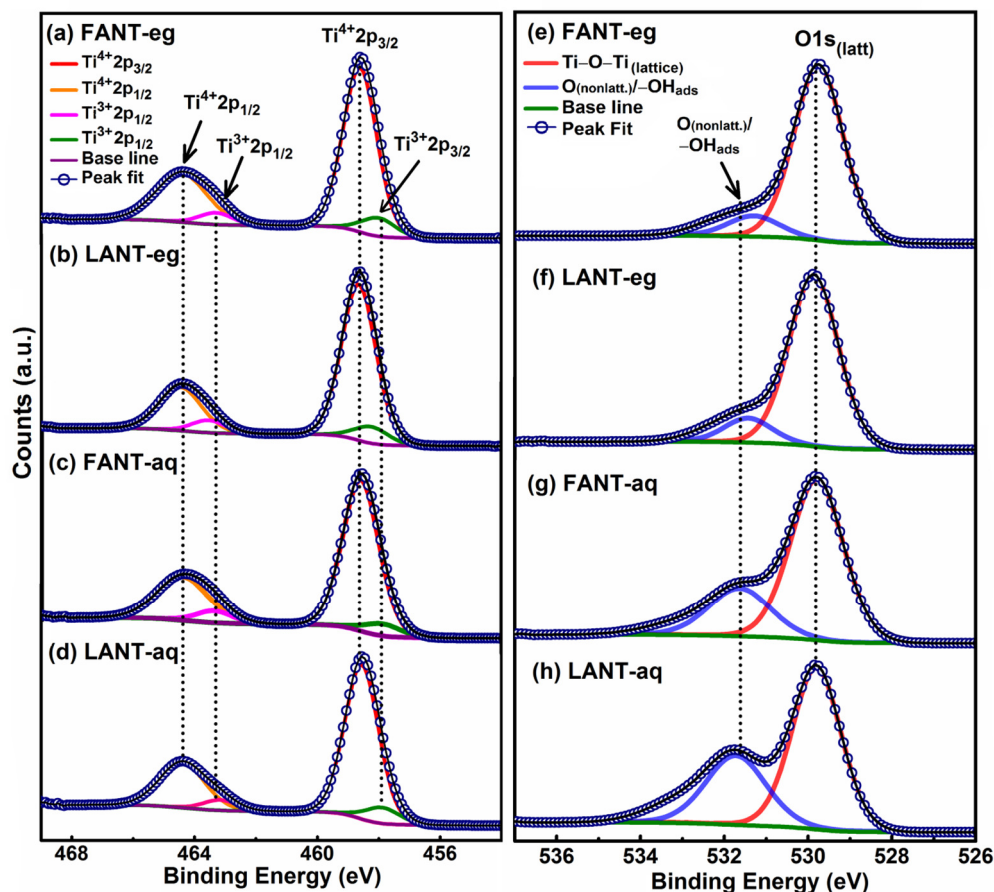 (a) FANT-eg
Ti⁴⁺2p₃/₂
Ti⁴⁺2p₁/₂
Ti³⁺2p₁/₂
Ti³⁺2p₁/₂
Base line
Peak fit
Ti⁴⁺2p₁/₂
Ti³⁺2p₁/₂
Ti⁴⁺2p₃/₂
Ti³⁺2p₃/₂
(b) LANT-eg
(c) FANT-aq
(d) LANT-aq
Counts (a.u.)
468 464 460 456
Binding Energy (eV)
(e) FANT-eg
Ti–O–Ti(lattice)
O(nonlatt.)/–OHads
Base line
Peak Fit
O1s(latt)
O(nonlatt.)/
–OHads
(f) LANT-eg
(g) FANT-aq
(h) LANT-aq
536 534 532 530 528 526
Binding Energy (eV)